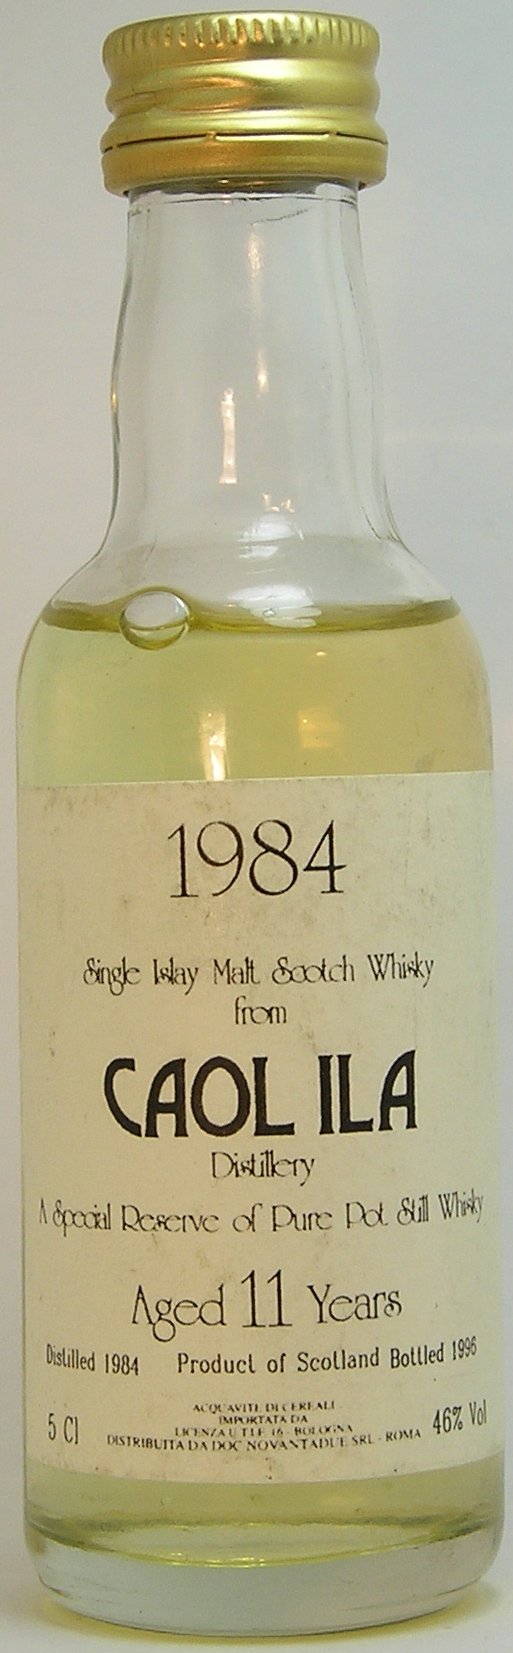 1984
Single Islay Malt Scotch Whisky
from
CAOL ILA
Distillery
A Special Reserve of Pure Pot Still Whisky
Aged 11 Years
Distilled 1984 Product of Scotland Bottled 1996
5 Cl 46% Vol
ACQUAVITE DI CEREALI
IMPORTATA DA
LICENZA U.T.I.F. 16 - BOLOGNA
DISTRIBUITA DA DOC NOVANTADUE SRL - ROMA